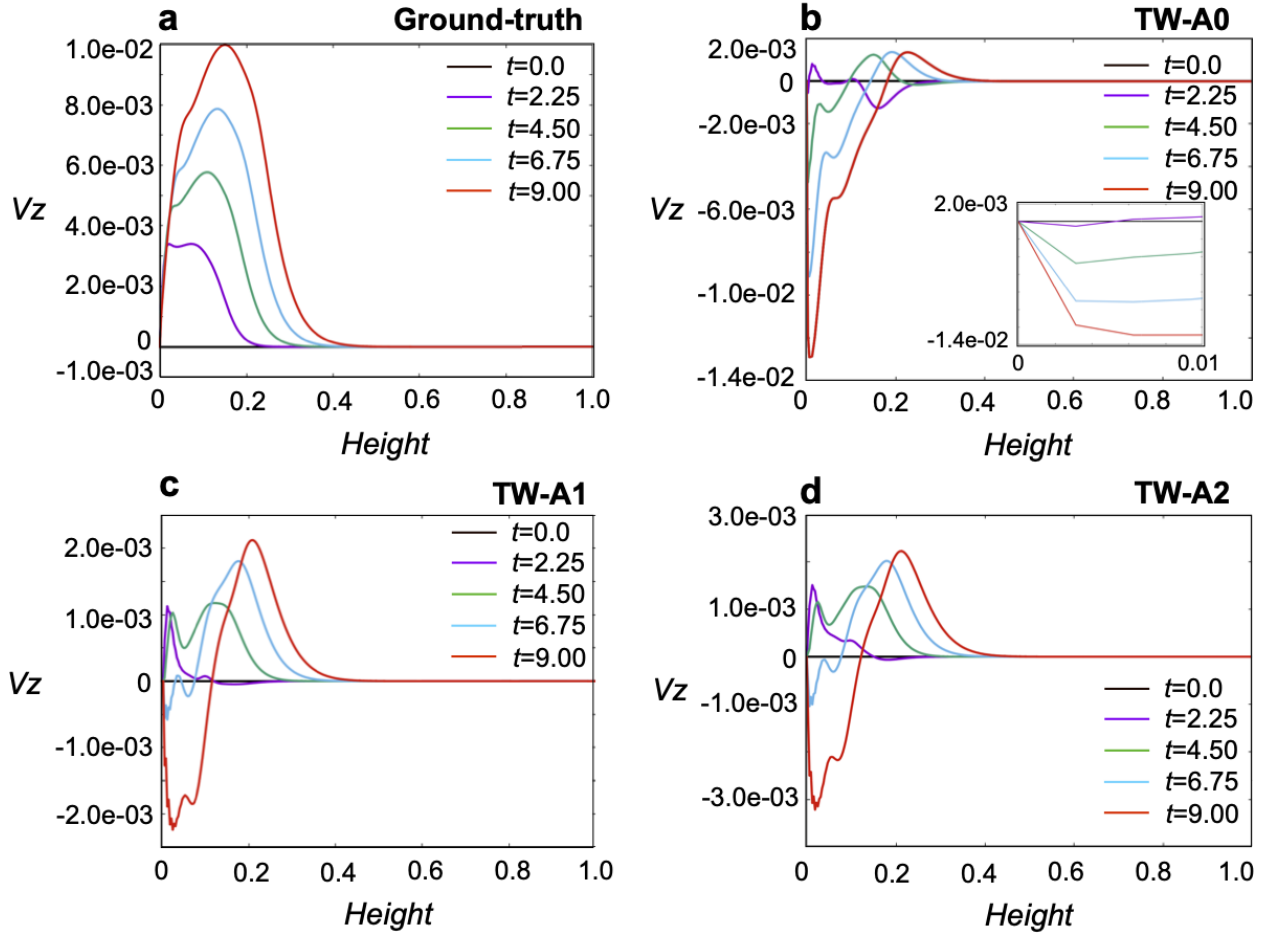 a
Ground-truth
1.0e-02
8.0e-03
6.0e-03
4.0e-03
2.0e-03
0
-1.0e-03
Vz
t=0.0
t=2.25
t=4.50
t=6.75
t=9.00
0 0.2 0.4 0.6 0.8 1.0
Height
b
TW-A0
2.0e-03
0
-2.0e-03
-6.0e-03
-1.0e-02
-1.4e-02
Vz
t=0.0
t=2.25
t=4.50
t=6.75
t=9.00
2.0e-03
-1.4e-02
0 0.01
0 0.2 0.4 0.6 0.8 1.0
Height
c
TW-A1
2.0e-03
1.0e-03
0
-1.0e-03
-2.0e-03
Vz
t=0.0
t=2.25
t=4.50
t=6.75
t=9.00
0 0.2 0.4 0.6 0.8 1.0
Height
d
TW-A2
3.0e-03
1.0e-03
0
-1.0e-03
-3.0e-03
Vz
t=0.0
t=2.25
t=4.50
t=6.75
t=9.00
0 0.2 0.4 0.6 0.8 1.0
Height